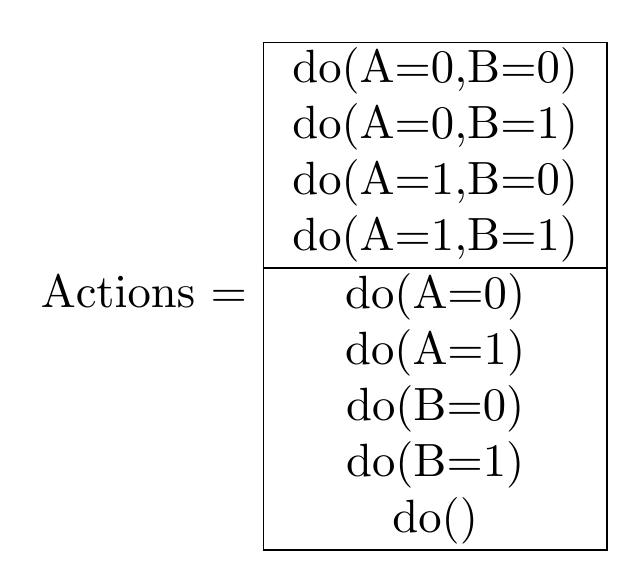 do(A=0,B=0)
do(A=0,B=1)
do(A=1,B=0)
do(A=1,B=1)
Actions =
do(A=0)
do(A=1)
do(B=0)
do(B=1)
do()